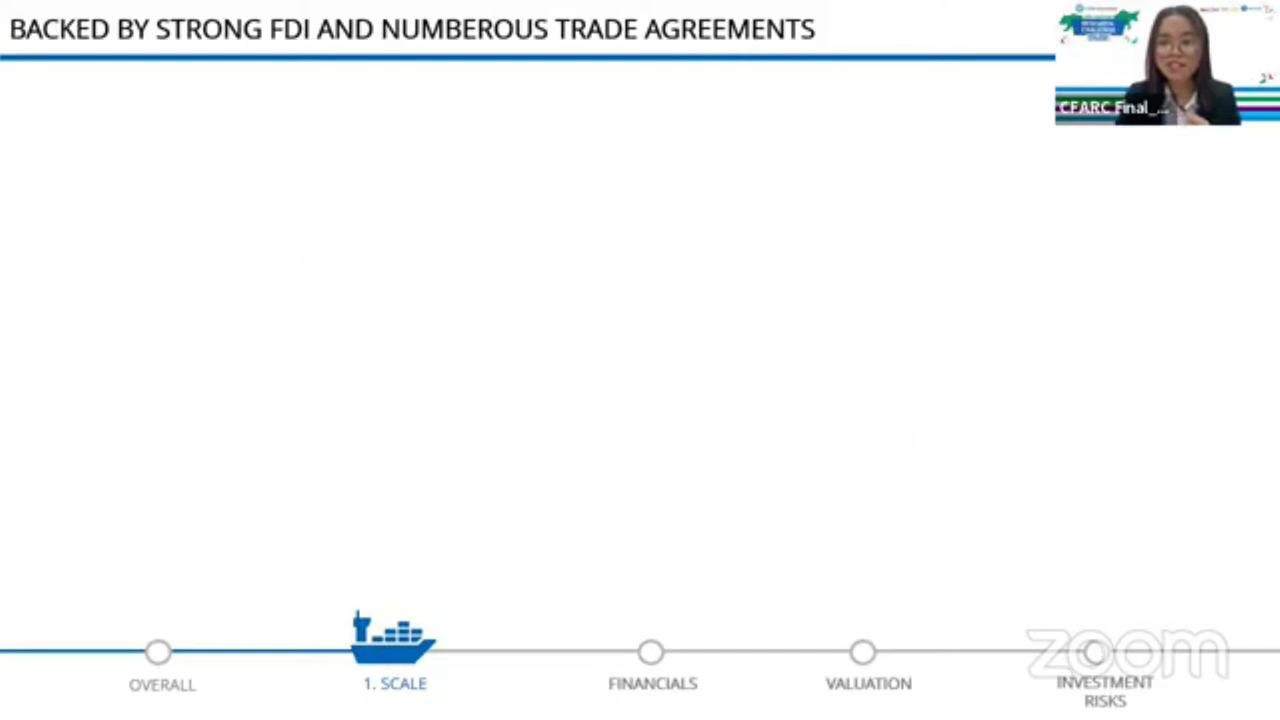 BACKED BY STRONG FDI AND NUMBEROUS TRADE AGREEMENTS
CFARC Final_...
OVERALL
1. SCALE
FINANCIALS
VALUATION
INVESTMENT
RISKS
zoom